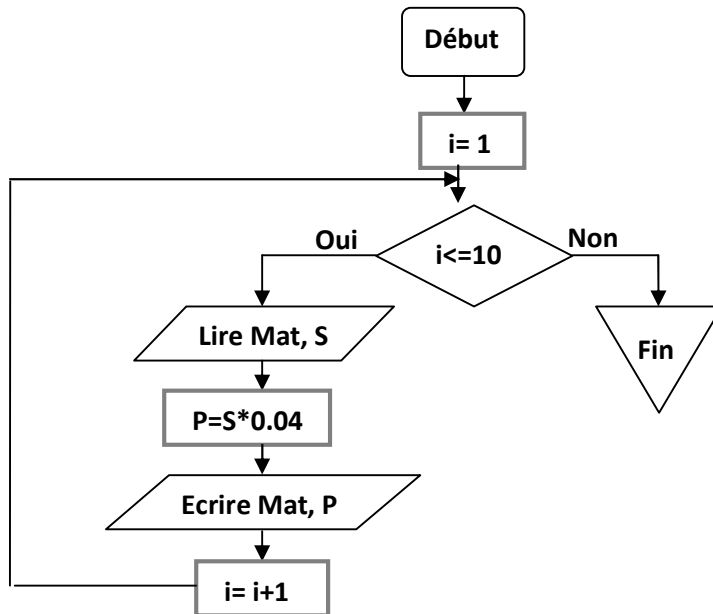 Début
i= 1
i<=10
Oui
Non
Lire Mat, S
Fin
P=S*0.04
Ecrire Mat, P
i= i+1